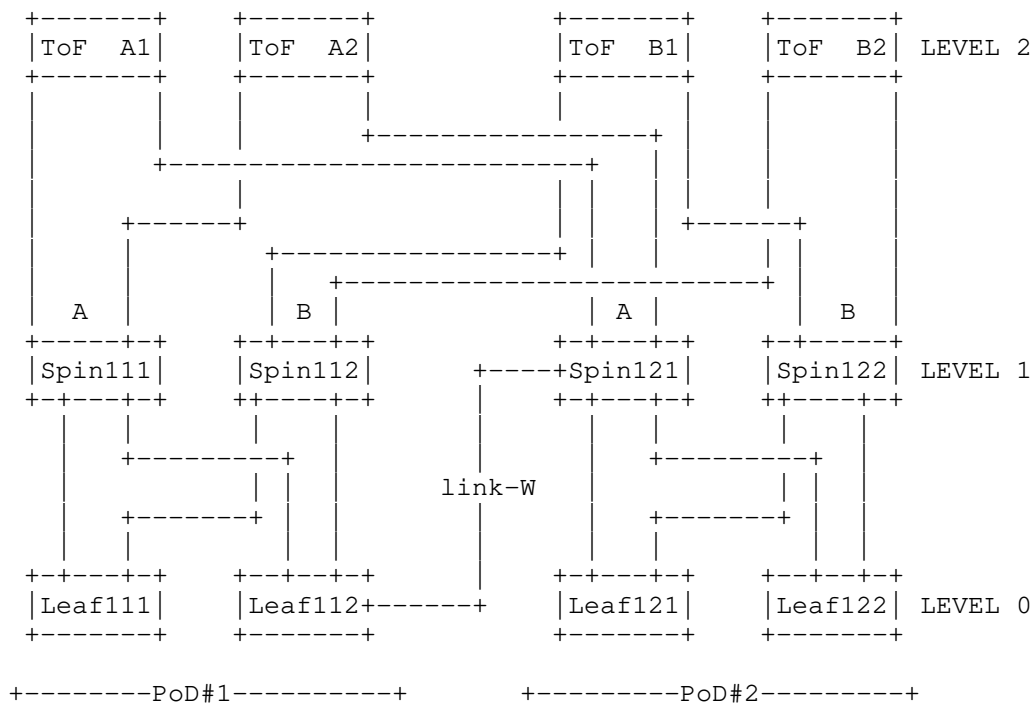 ToF A1 ToF A2 ToF B1 ToF B2 LEVEL 2
A B A B
Spin111 Spin112 Spin121 Spin122 LEVEL 1
link-W
Leaf111 Leaf112 Leaf121 Leaf122 LEVEL 0
PoD#1 PoD#2